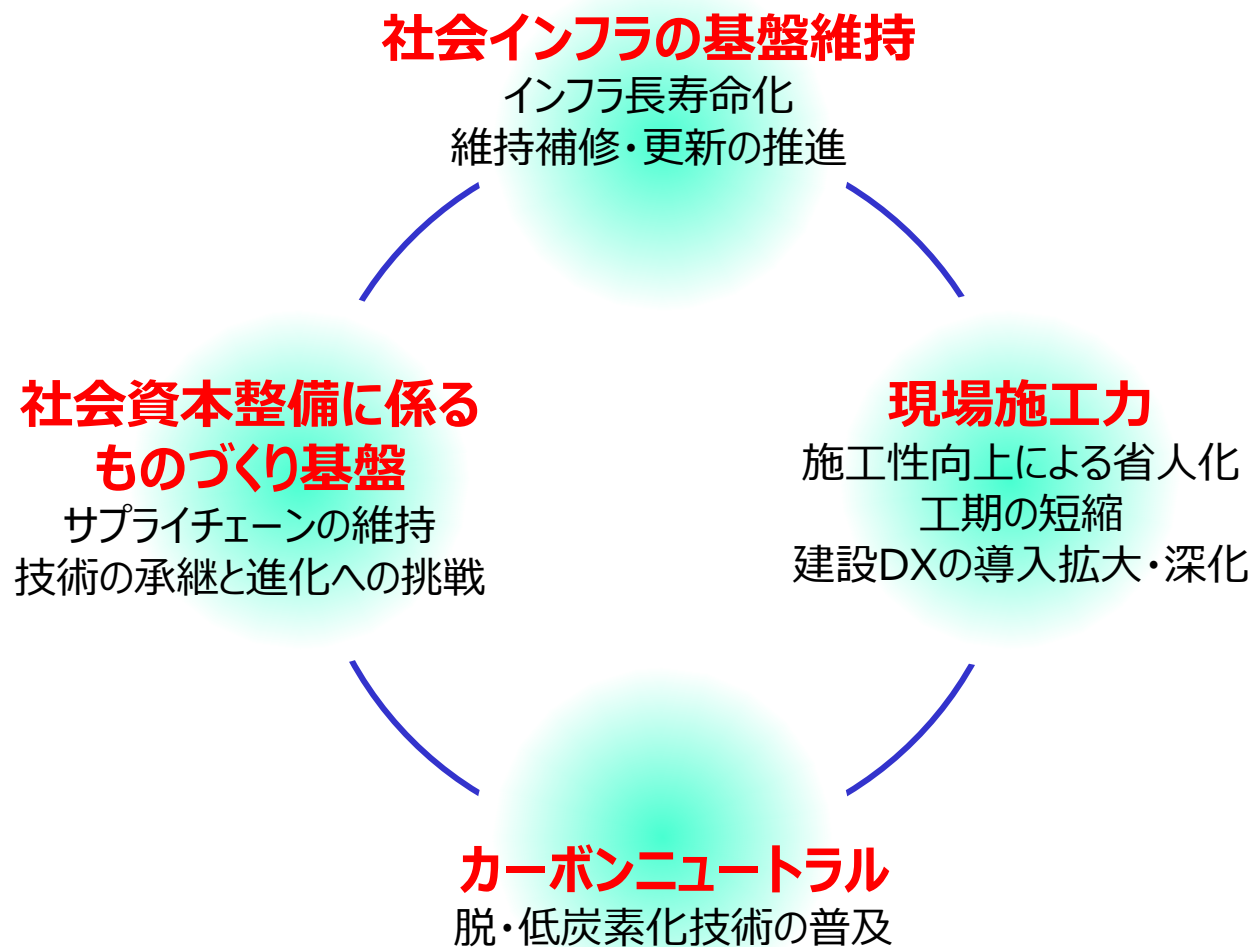 社会インフラの基盤維持
インフラ長寿命化
維持補修・更新の推進
社会資本整備に係る
ものづくり基盤
サプライチェーンの維持
技術の承継と進化への挑戦
現場施工力
施工性向上による省人化
工期の短縮
建設DXの導入拡大・深化
カーボンニュートラル
脱・低炭素化技術の普及